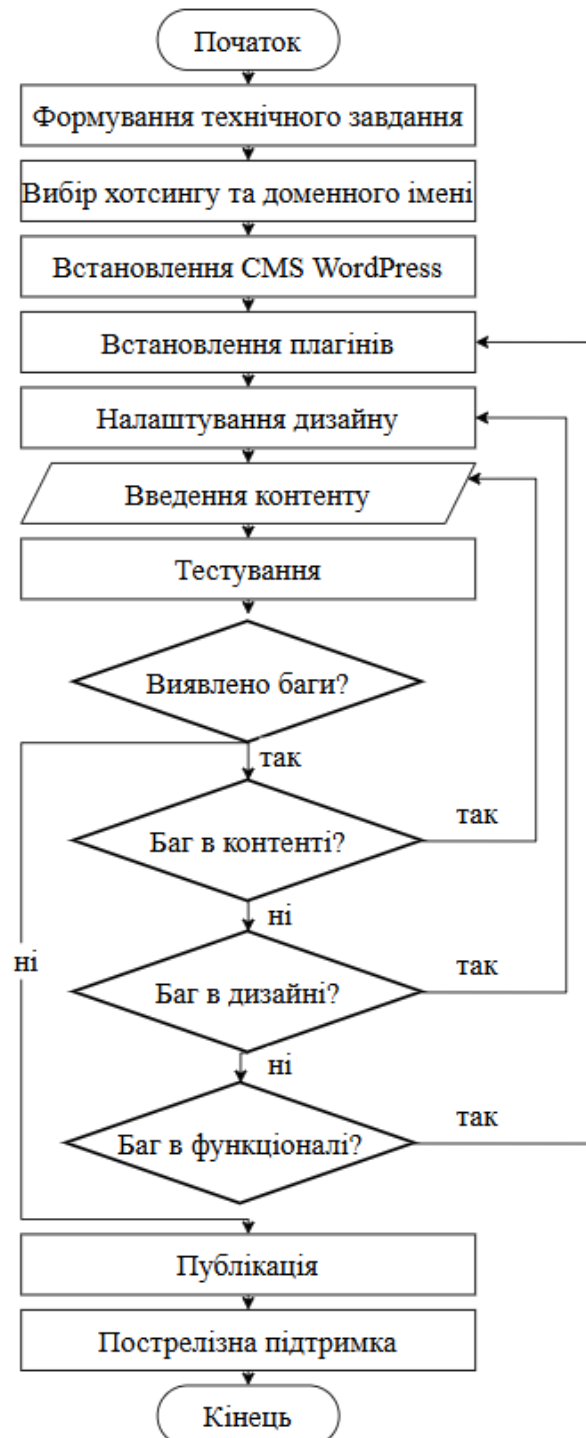 Початок
Формування технічного завдання
Вибір хотсингу та доменного імені
Встановлення CMS WordPress
Встановлення плагінів
Налаштування дизайну
Введення контенту
Тестування
Виявлено баги?
так
Баг в контенті?
так
ні
ні
Баг в дизайні?
так
ні
Баг в функціоналі?
так
Публікація
Пострелізна підтримка
Кінець